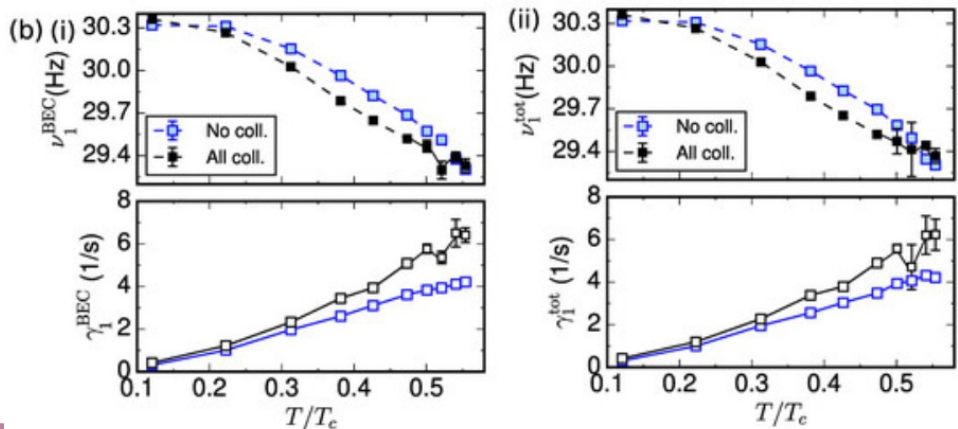 (b) (i)
30.3
30.0
29.7
29.4
ν₁^BEC (Hz)
No coll.
All coll.
8
6
4
2
0
γ₁^BEC (1/s)
0.1 0.2 0.3 0.4 0.5
T/T_c
(ii)
30.3
30.0
29.7
29.4
ν₁^tot (Hz)
No coll.
All coll.
8
6
4
2
0
γ₁^tot (1/s)
0.1 0.2 0.3 0.4 0.5
T/T_c